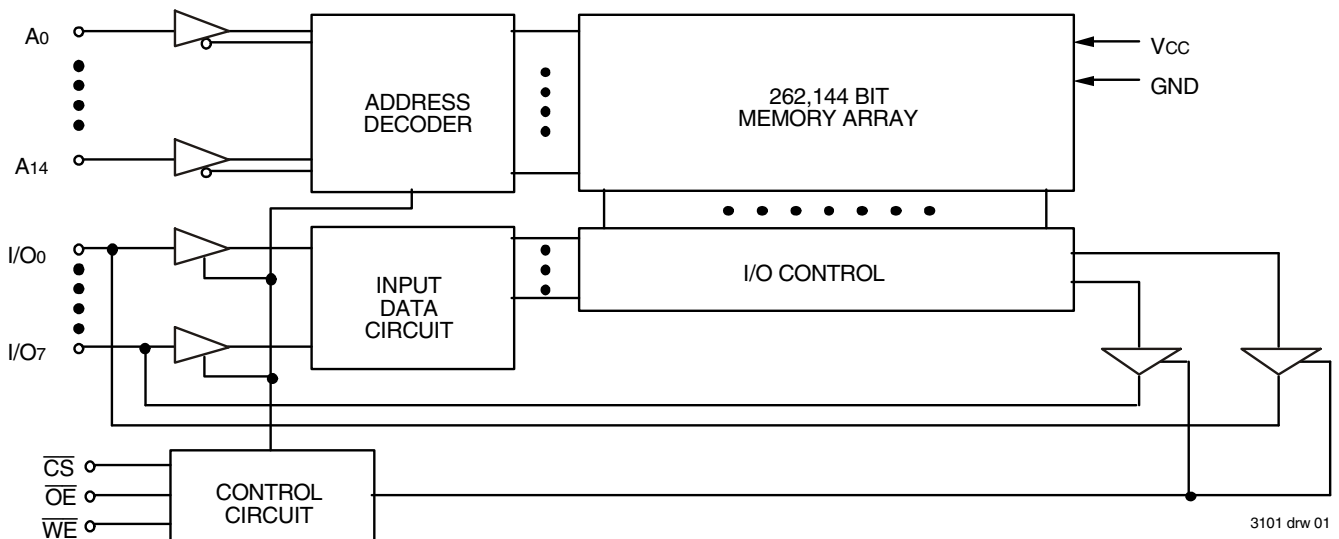 A0
VCC
GND
ADDRESS
DECODER
262,144 BIT
MEMORY ARRAY
A14
I/O0
INPUT
DATA
CIRCUIT
I/O CONTROL
I/O7
CS
OE
WE
CONTROL
CIRCUIT
3101 drw 01